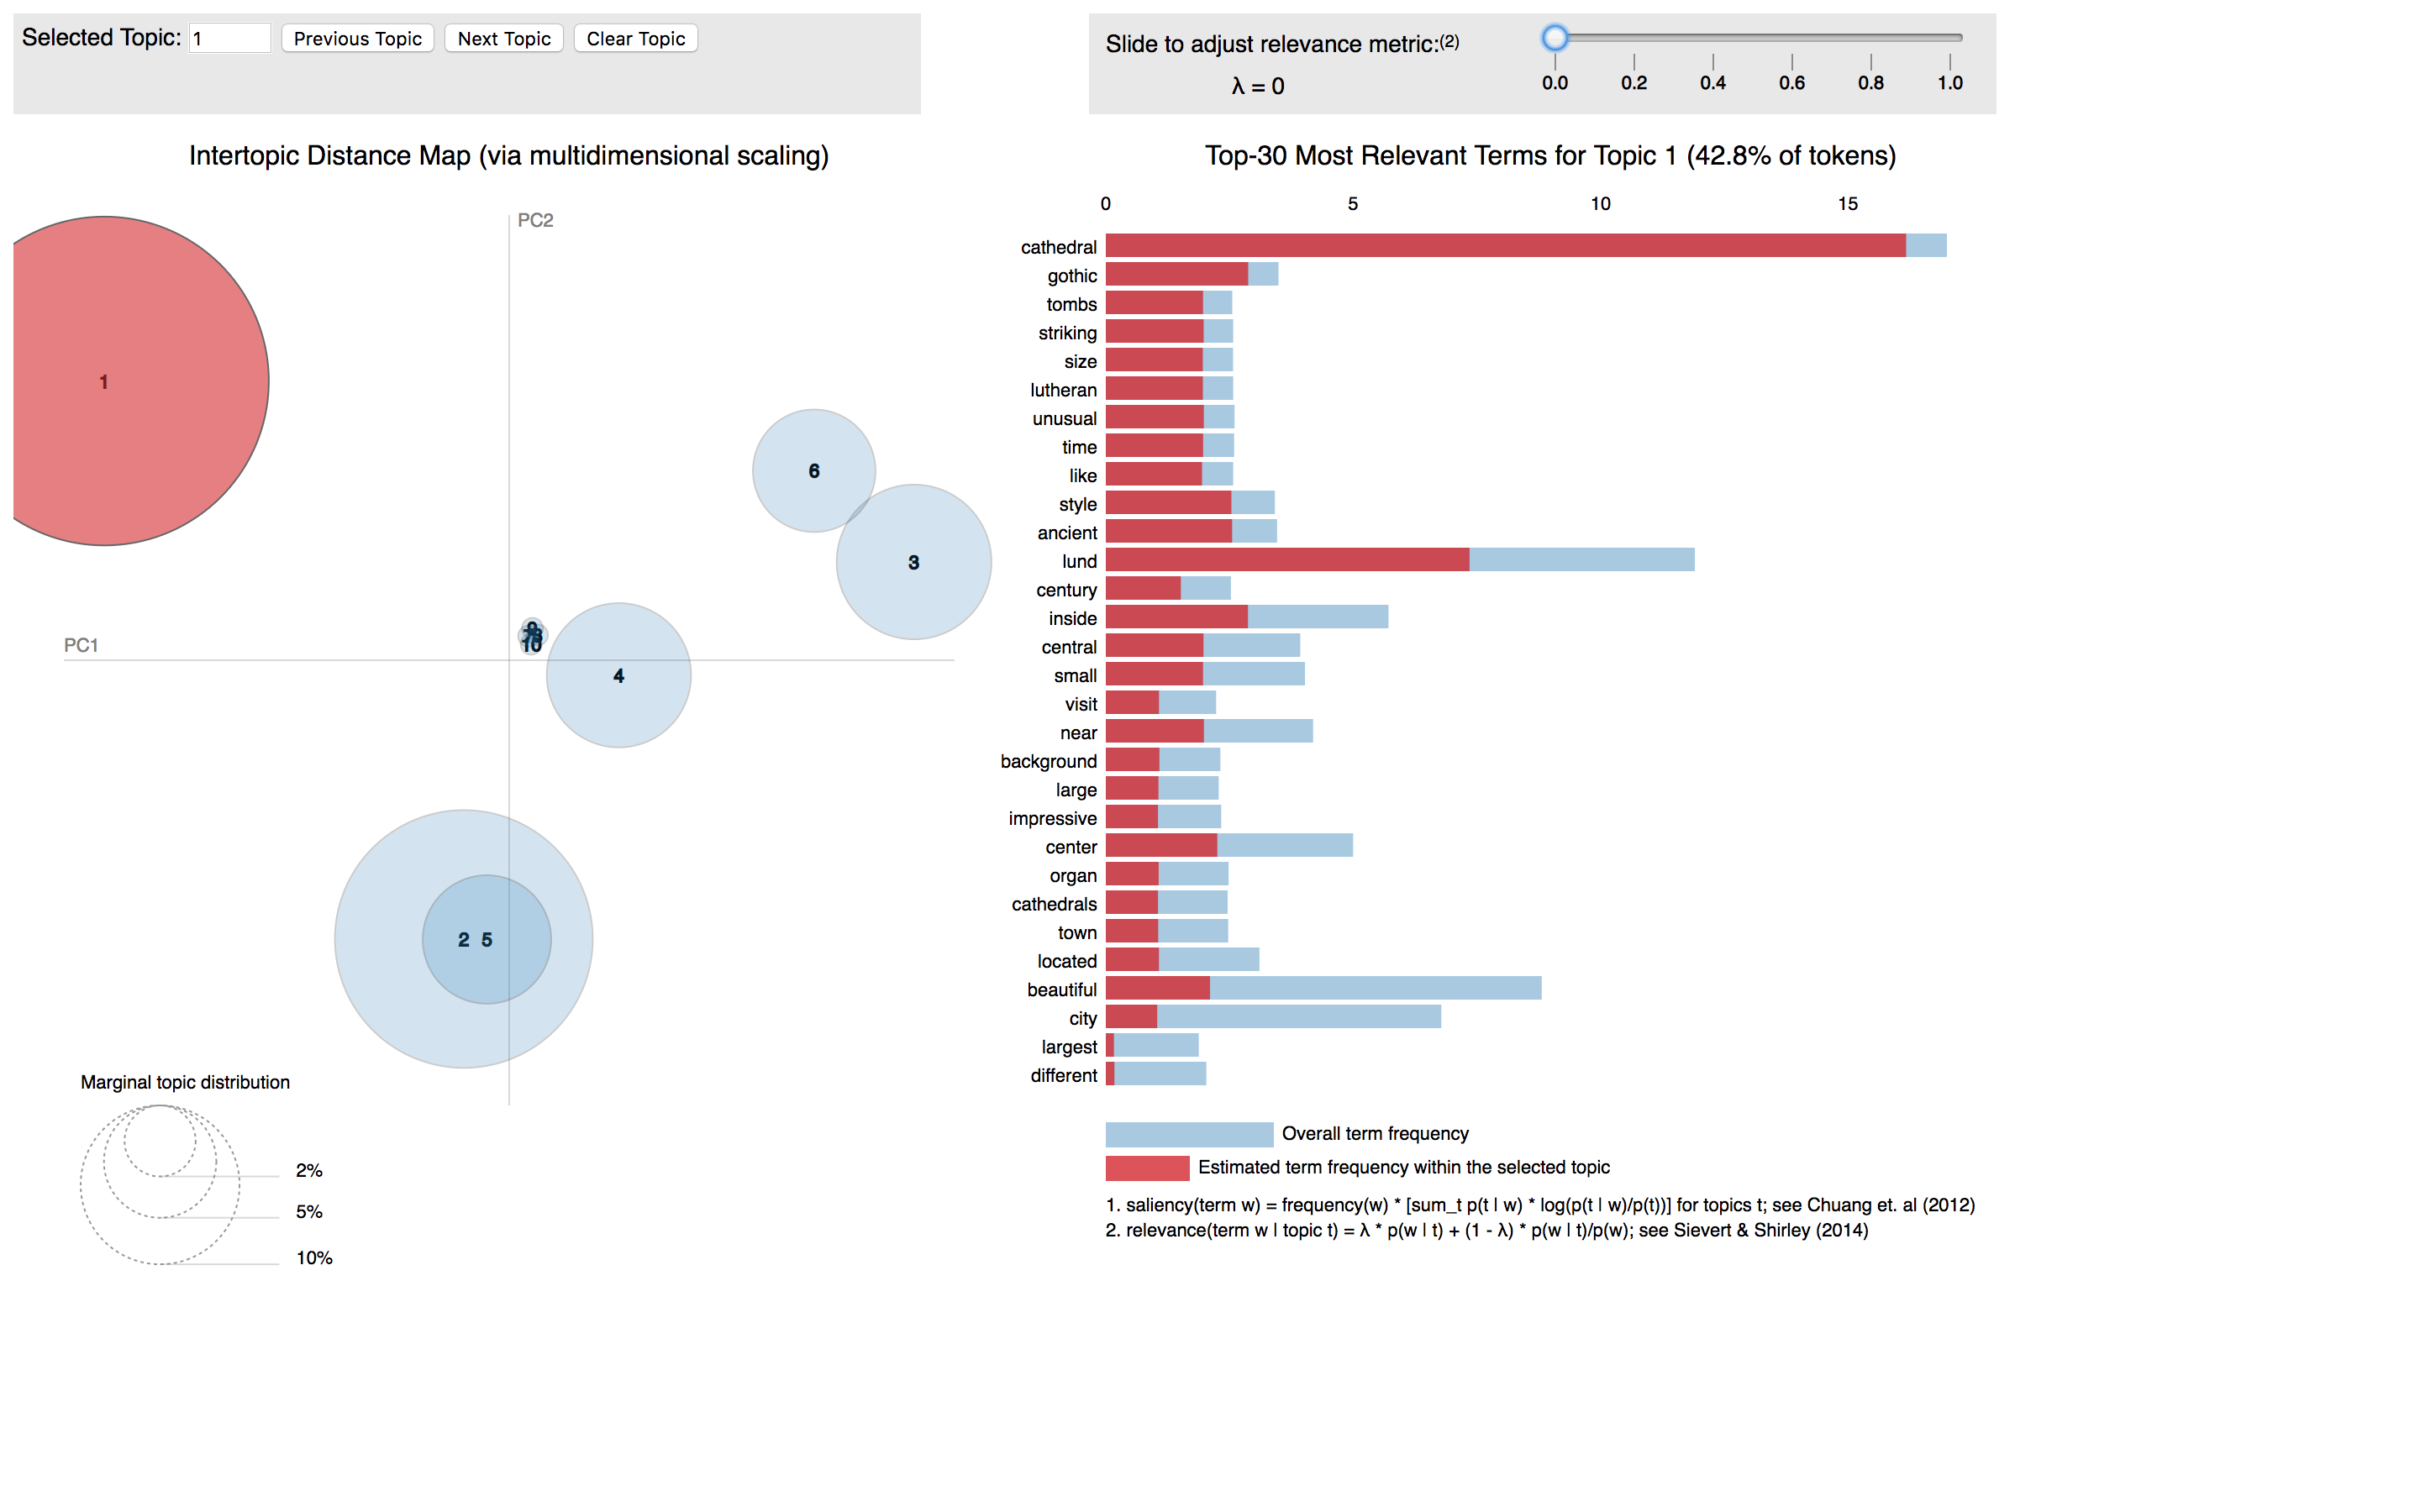 Selected Topic: 1 Previous Topic Next Topic Clear Topic
Slide to adjust relevance metric:(2)
λ = 0
0.0 0.2 0.4 0.6 0.8 1.0
Intertopic Distance Map (via multidimensional scaling)
PC2
PC1
1
6
3
10
4
2 5
Marginal topic distribution
2%
5%
10%
Top-30 Most Relevant Terms for Topic 1 (42.8% of tokens)
0 5 10 15
cathedral
gothic
tombs
striking
size
lutheran
unusual
time
like
style
ancient
lund
century
inside
central
small
visit
near
background
large
impressive
center
organ
cathedrals
town
located
beautiful
city
largest
different
Overall term frequency
Estimated term frequency within the selected topic
1. saliency(term w) = frequency(w) * [sum_t p(t | w) * log(p(t | w)/p(t))] for topics t; see Chuang et. al (2012)
2. relevance(term w | topic t) = λ * p(w | t) + (1 - λ) * p(w | t)/p(w); see Sievert & Shirley (2014)